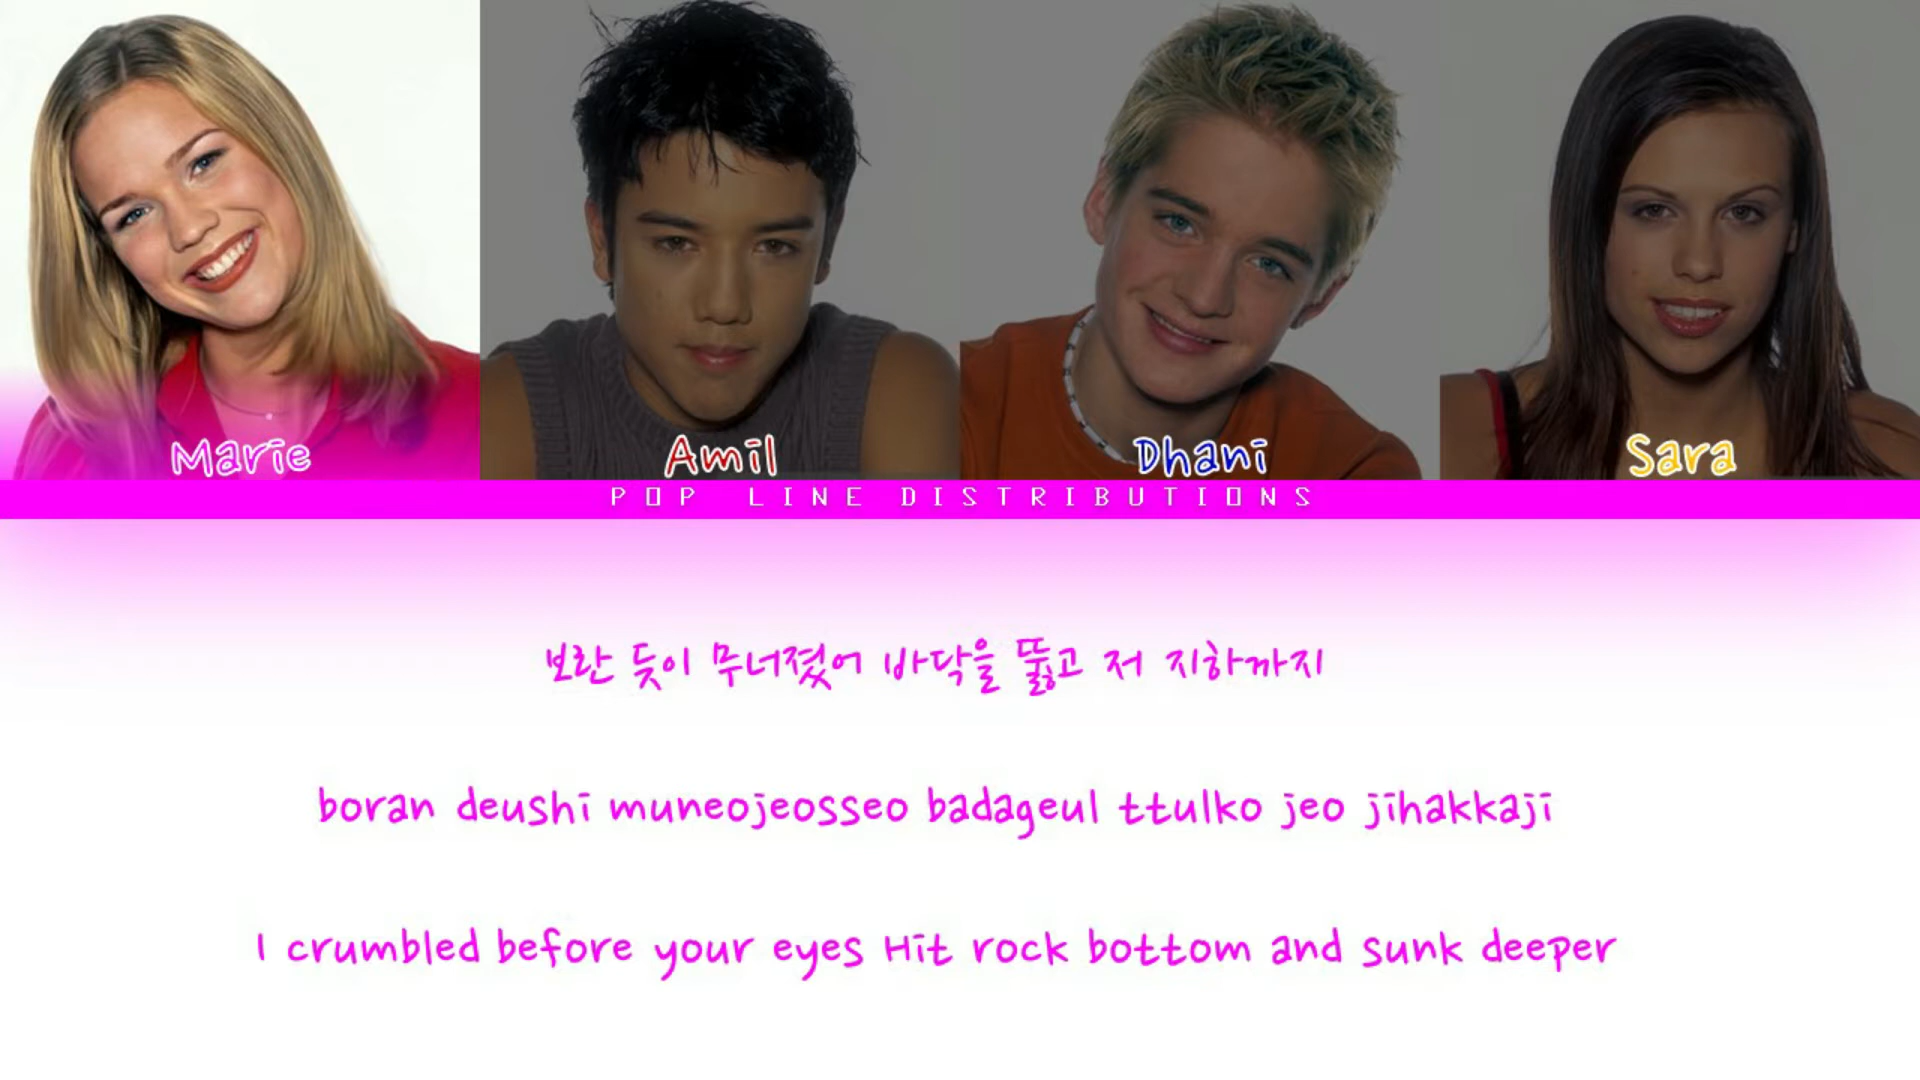 Marie
Amil
Dhani
Sara
POP LINE DISTRIBUTIONS
보란 듯이 무너졌어 바닥을 뚫고 저 지하까지
boran deushi muneojeosseo badageul ttulko jeo jihakkaji
I crumbled before your eyes Hit rock bottom and sunk deeper